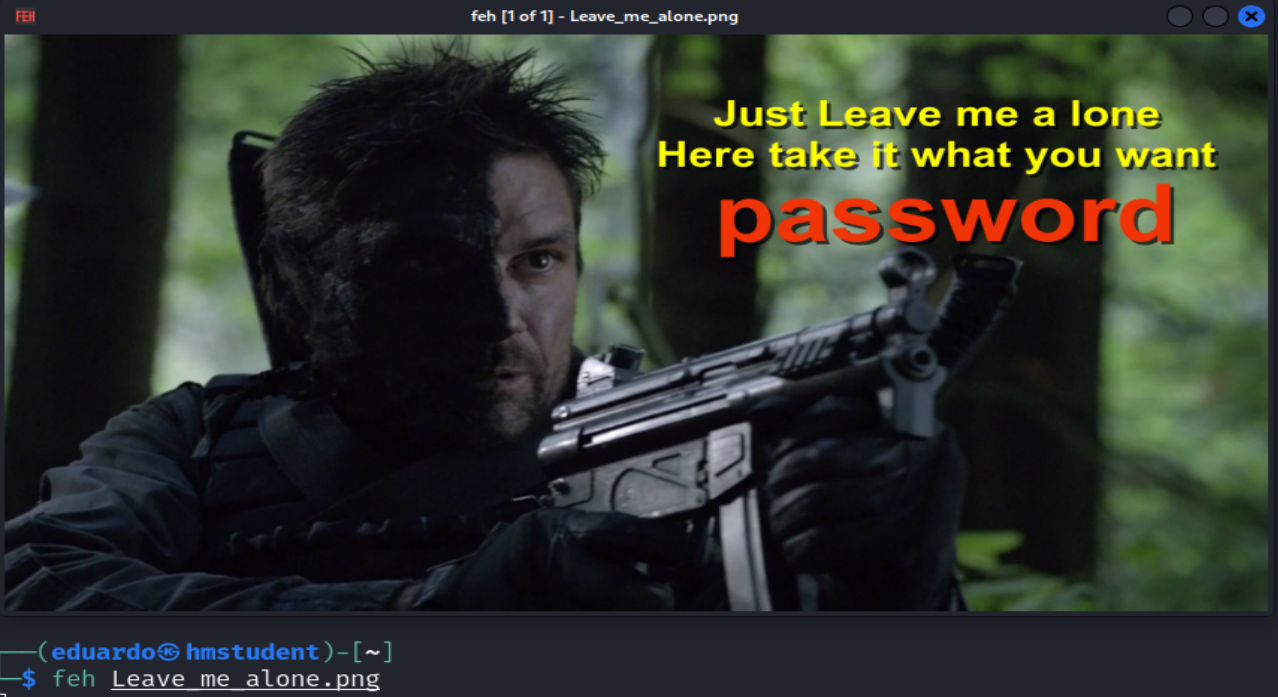 FEH
feh [1 of 1] - Leave_me_alone.png
Just Leave me a lone
Here take it what you want
password
(eduardo㉿hmstudent)-[~]
$ feh Leave_me_alone.png